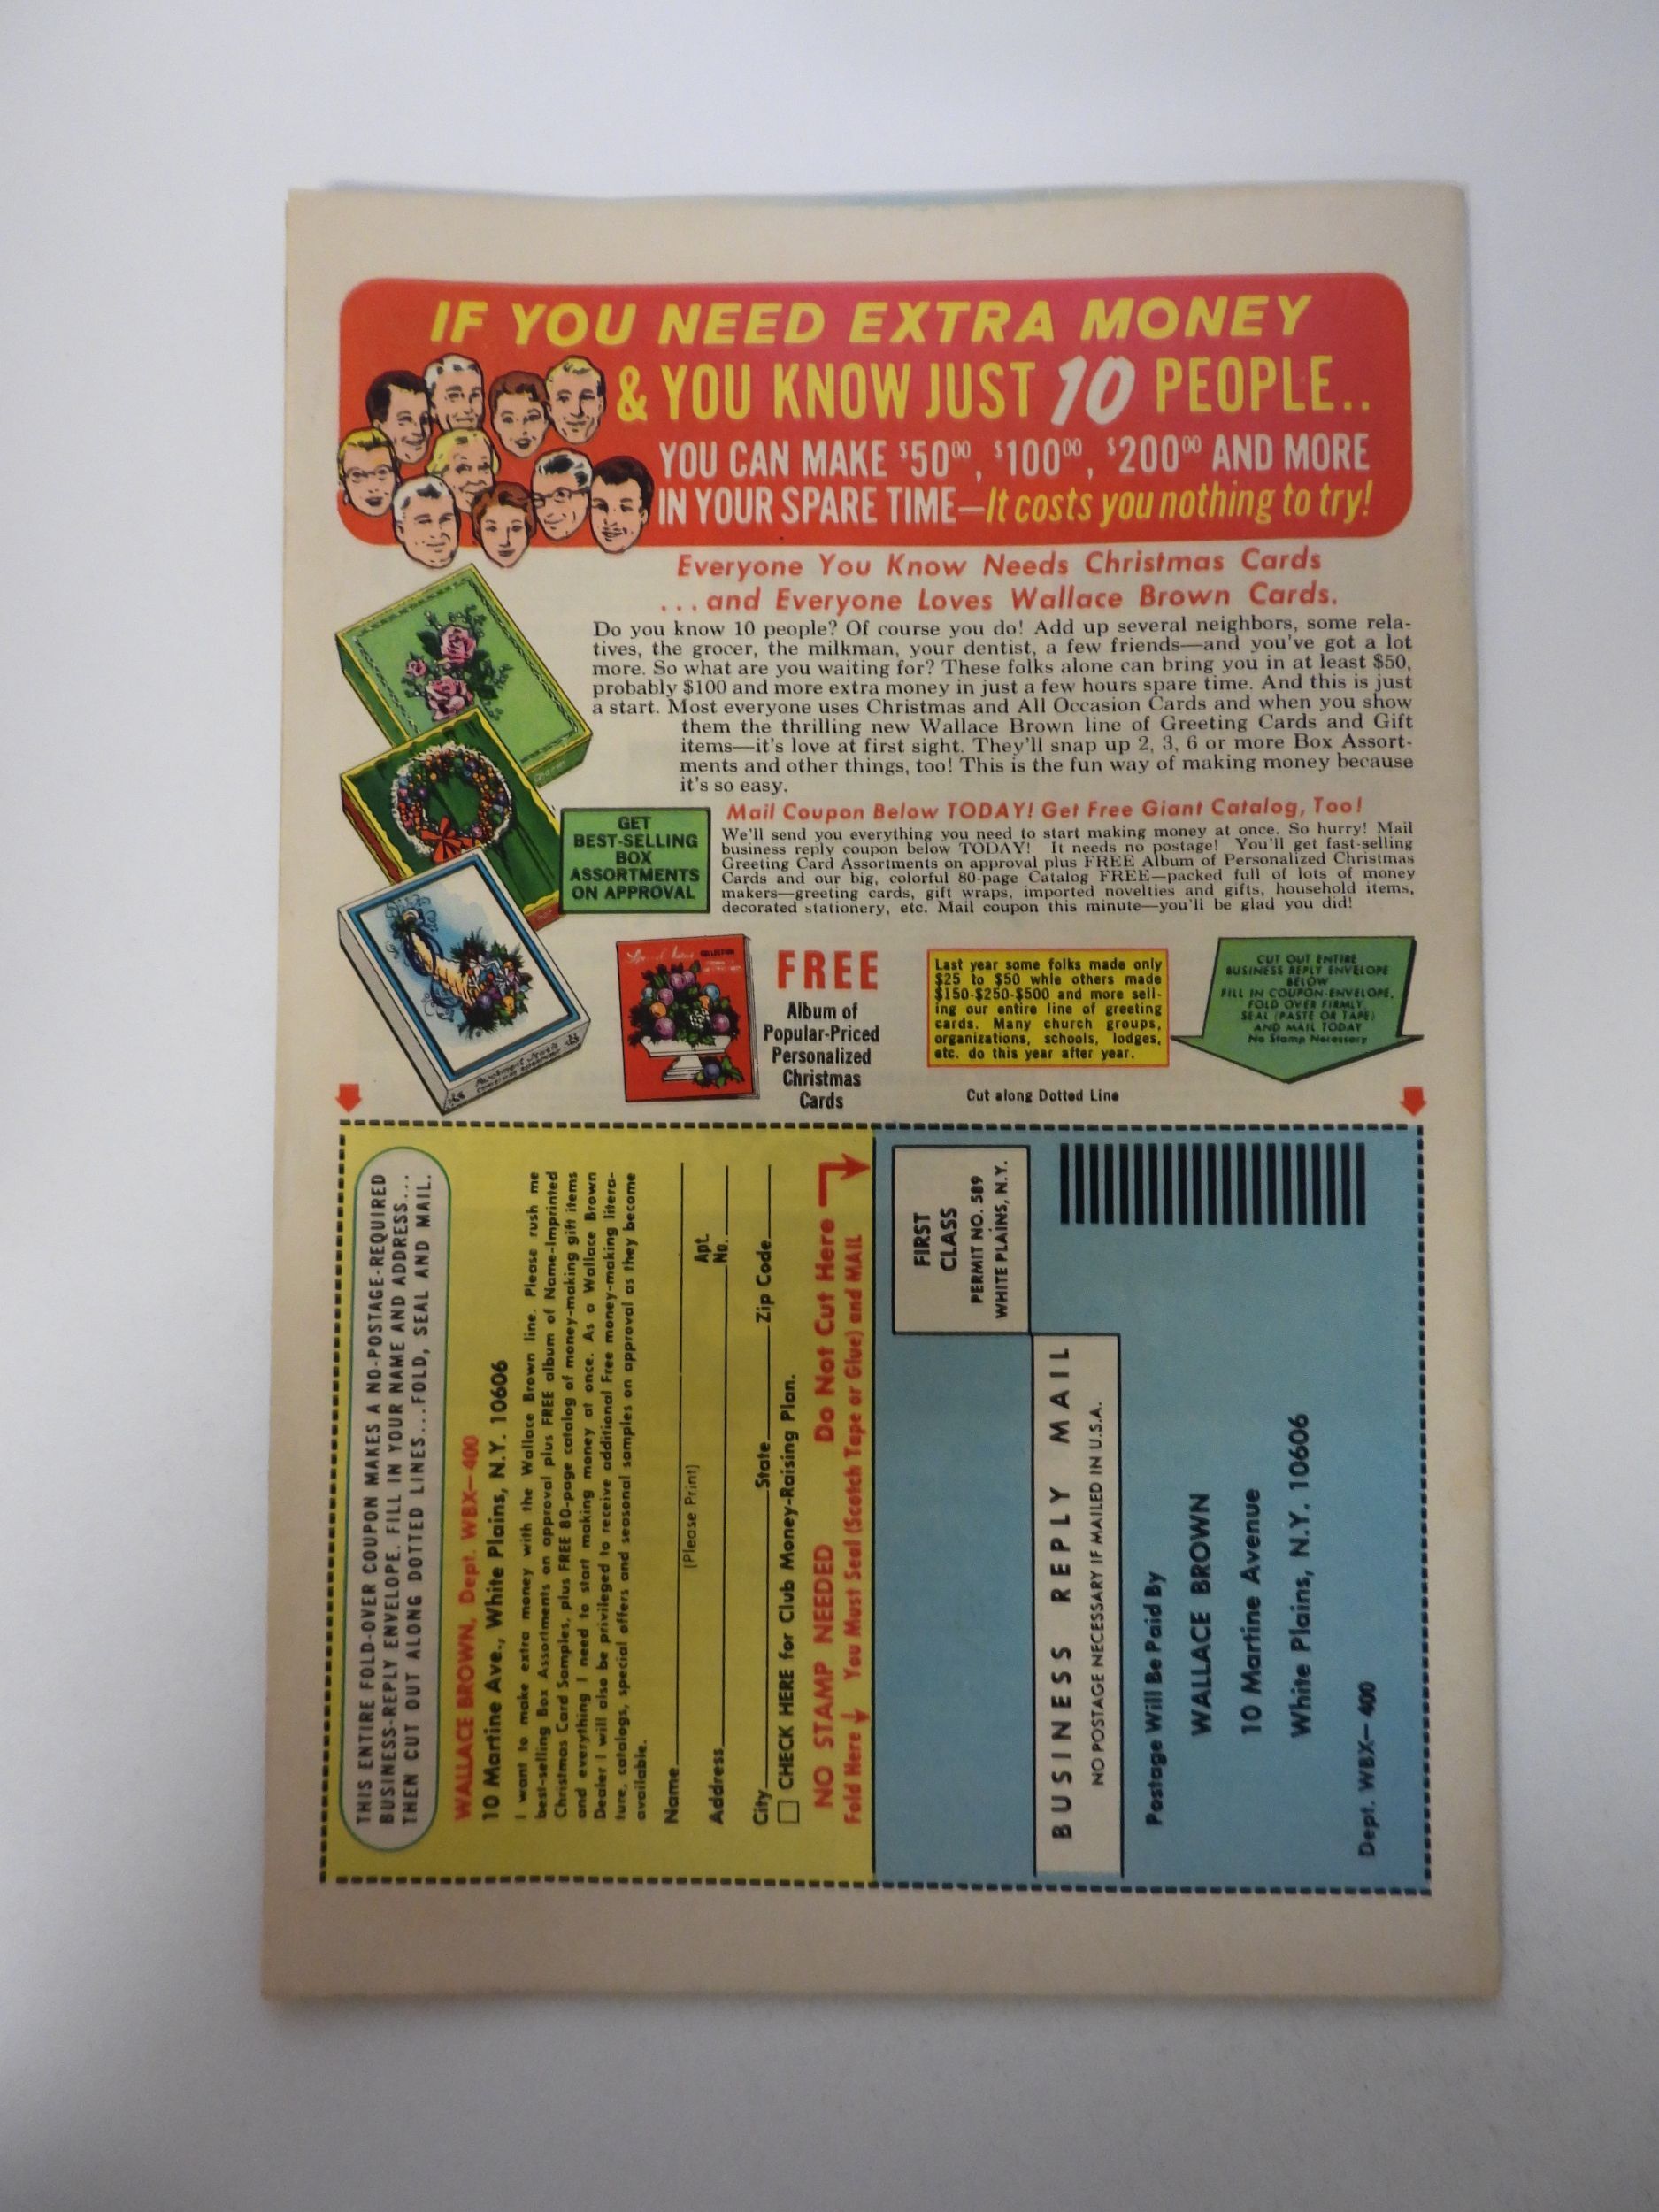 IF YOU NEED EXTRA MONEY
& YOU KNOW JUST 10 PEOPLE..
YOU CAN MAKE $50⁰⁰, $100⁰⁰, $200⁰⁰ AND MORE
IN YOUR SPARE TIME—It costs you nothing to try!
Everyone You Know Needs Christmas Cards
...and Everyone Loves Wallace Brown Cards.
Do you know 10 people? Of course you do! Add up several neighbors, some rela-
tives, the grocer, the milkman, your dentist, a few friends—and you've got a lot
more. So what are you waiting for? These folks alone can bring you in at least $50,
probably $100 and more extra money in just a few hours spare time. And this is just
a start. Most everyone uses Christmas and All Occasion Cards and when you show
them the thrilling new Wallace Brown line of Greeting Cards and Gift
items—it's love at first sight. They'll snap up 2, 3, 6 or more Box Assort-
ments and other things, too! This is the fun way of making money because
it's so easy.
GET
BEST-SELLING
BOX
ASSORTMENTS
ON APPROVAL
Mail Coupon Below TODAY! Get Free Giant Catalog, Too!
We'll send you everything you need to start making money at once. So hurry! Mail
business reply coupon below TODAY! It needs no postage! You'll get fast-selling
Greeting Card Assortments on approval plus FREE Album of Personalized Christmas
Cards and our big, colorful 80-page Catalog FREE—packed full of lots of money
makers—greeting cards, gift wraps, imported novelties and gifts, household items,
decorated stationery, etc. Mail coupon this minute—you'll be glad you did!
COLLECTION
FREE
Album of
Popular-Priced
Personalized
Christmas
Cards
Last year some folks made only
$25 to $50 whle others made
$150-$250-$500 and more sell-
ing our entire line of greeting
cards. Many church groups,
organizations, schools, lodges,
etc. do this year after year.
CUT OUT ENTIRE
BUSINESS REPLY ENVELOPE
BELOW
FILL IN COUPON-ENVELOPE,
FOLD OVER FIRMLY,
SEAL (PASTE OR TAPE)
AND MAIL TODAY
No Stamp Necessary
Cut along Dotted Line
THIS ENTIRE FOLD-OVER COUPON MAKES A NO-POSTAGE-REQUIRED
BUSINESS-REPLY ENVELOPE. FILL IN YOUR NAME AND ADDRESS...
THEN CUT OUT ALONG DOTTED LINES...FOLD, SEAL AND MAIL.
WALLACE BROWN, Dept. WBX—400
10 Martine Ave., White Plains, N.Y. 10606
I want to make extra money with the Wallace Brown line. Please rush me
best-selling Box Assortments on approval plus FREE album of Name-Imprinted
Christmas Card Samples, plus FREE 80-page catalog of money-making gift items
and everything I need to start making money at once. As a Wallace Brown
Dealer I will also be privileged to receive additional Free money-making litera-
ture, catalogs, special offers and seasonal samples on approval as they become
available.
Name
(Please Print)
Address Apt. No.
City State Zip Code
CHECK HERE for Club Money-Raising Plan.
NO STAMP NEEDED Do Not Cut Here
Fold Here You Must Seal (Scotch Tape or Glue) and MAIL
FIRST
CLASS
PERMIT NO. 589
WHITE PLAINS, N.Y.
BUSINESS REPLY MAIL
NO POSTAGE NECESSARY IF MAILED IN U.S.A.
Postage Will Be Paid By
WALLACE BROWN
10 Martine Avenue
White Plains, N.Y. 10606
Dept. WBX—400